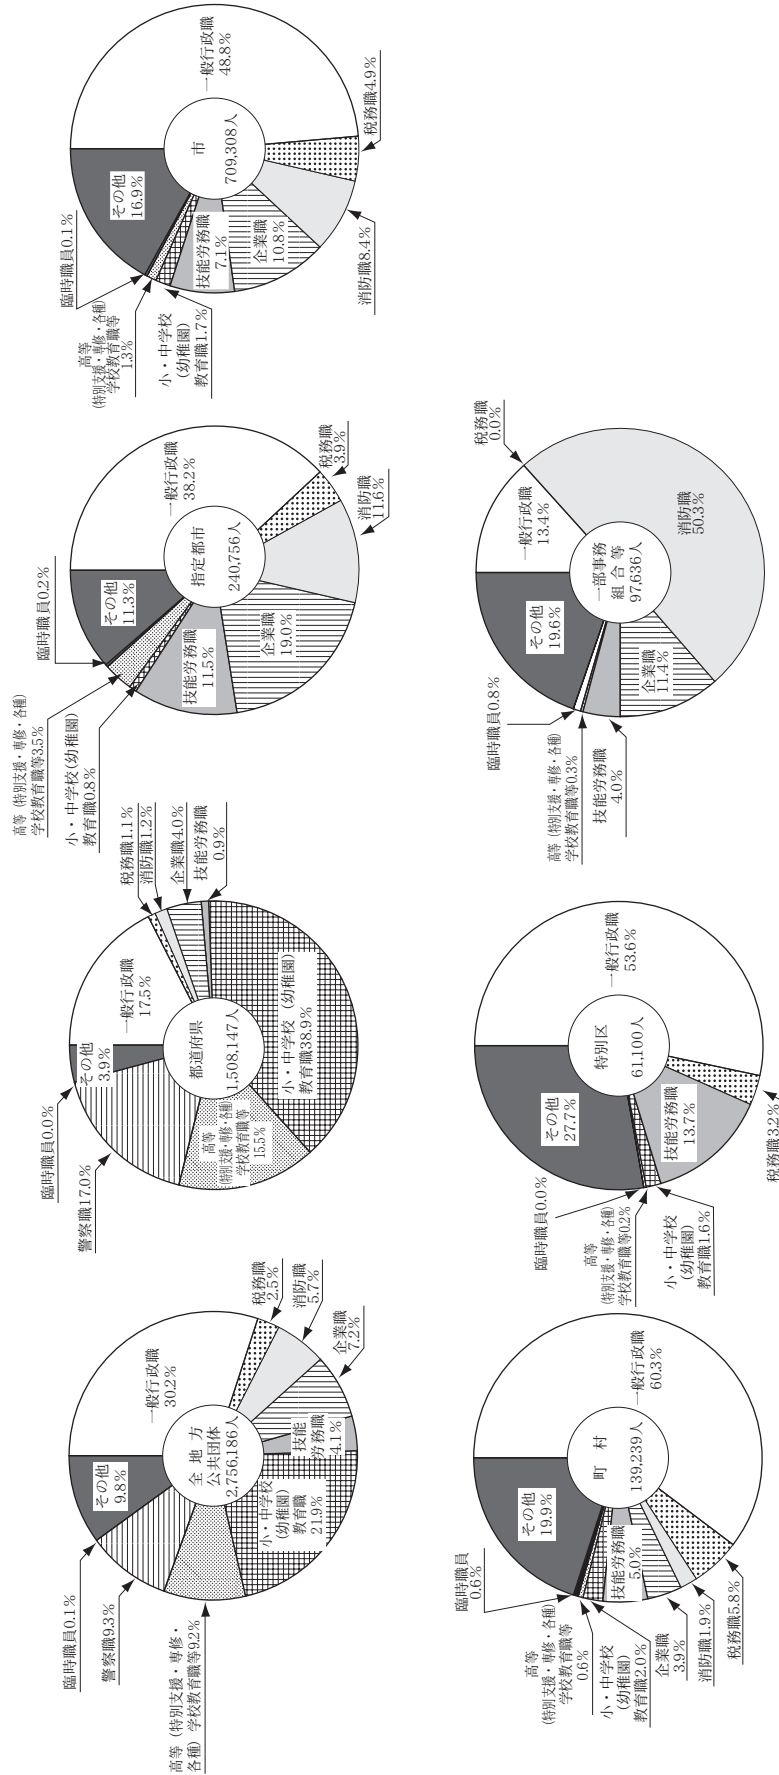 全 地 方
公共団体
2,756,186人
一般行政職
30.2%
税務職
2.5%
消防職
5.7%
企業職
7.2%
技能
労務職
4.1%
小・中学校
(幼稚園)
教育職
21.9%
高等（特別支援・専修・
各種）学校教育職等9.2%
警察職9.3%
臨時職員0.1%
その他
9.8%
都道府県
1,508,147人
一般行政職
17.5%
税務職1.1%
消防職1.2%
企業職4.0%
技能労務職
0.9%
小・中学校（幼稚園）
教育職38.9%
高等
(特別支援・専修・各種)
学校教育職等
15.5%
警察職17.0%
臨時職員0.0%
その他
3.9%
指定都市
240,756人
一般行政職
38.2%
税務職
3.9%
消防職
11.6%
企業職
19.0%
技能労務職
11.5%
小・中学校(幼稚園)
教育職0.8%
高等（特別支援・専修・各種）
学校教育職等3.5%
臨時職員0.2%
その他
11.3%
市
709,308人
一般行政職
48.8%
税務職4.9%
消防職8.4%
企業職
10.8%
技能労務職
7.1%
小・中学校
(幼稚園)
教育職1.7%
高等
(特別支援・専修・各種)
学校教育職等
1.3%
臨時職員0.1%
その他
16.9%
町 村
139,239人
一般行政職
60.3%
税務職5.8%
消防職1.9%
企業職
3.9%
技能労務職
5.0%
小・中学校
(幼稚園)
教育職2.0%
高等
(特別支援・専修・各種)
学校教育職等
0.6%
臨時職員
0.6%
その他
19.9%
特別区
61,100人
一般行政職
53.6%
税務職3.2%
技能労務職
13.7%
小・中学校
(幼稚園)
教育職1.6%
高等
(特別支援・専修・各種)
学校教育職等0.2%
臨時職員0.0%
その他
27.7%
一部事務
組 合 等
97,636人
一般行政職
13.4%
税務職
0.0%
消防職
50.3%
企業職
11.4%
技能労務職
4.0%
高等（特別支援・専修・各種）
学校教育職等0.3%
臨時職員0.8%
その他
19.6%